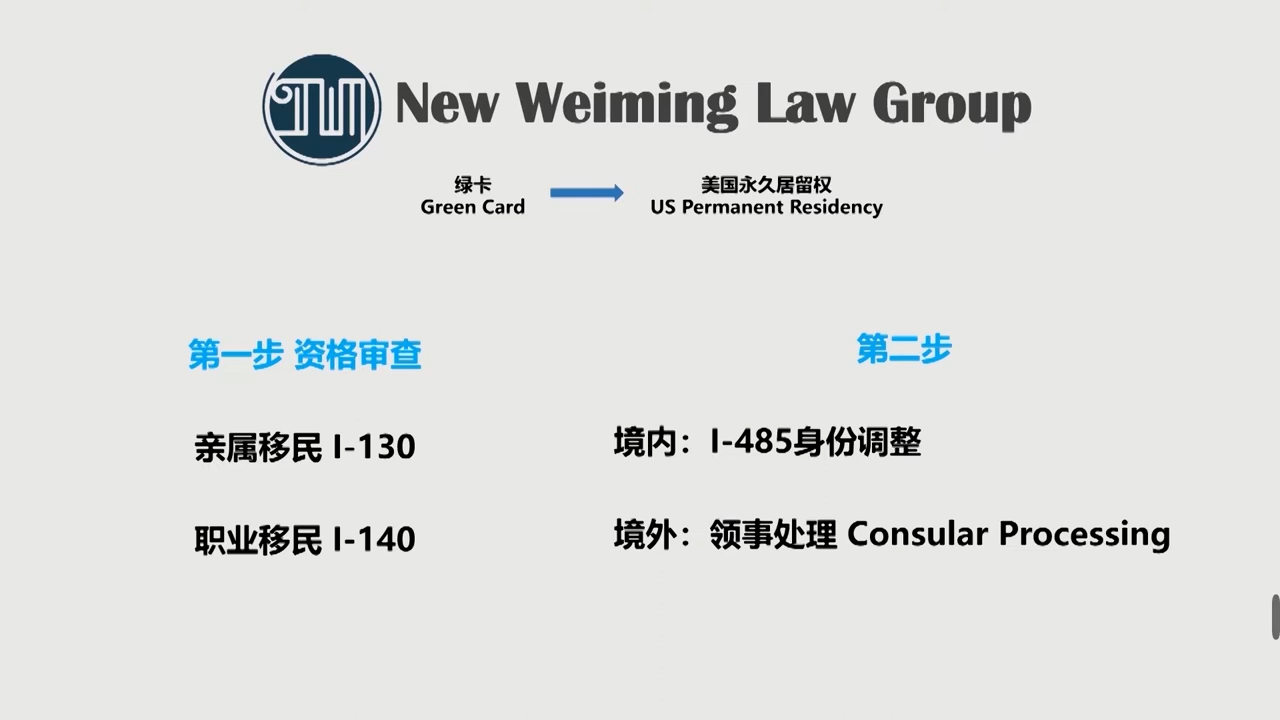 New Weiming Law Group
绿卡
Green Card
美国永久居留权
US Permanent Residency
第一步 资格审查
亲属移民 I-130
职业移民 I-140
第二步
境内：I-485身份调整
境外：领事处理 Consular Processing